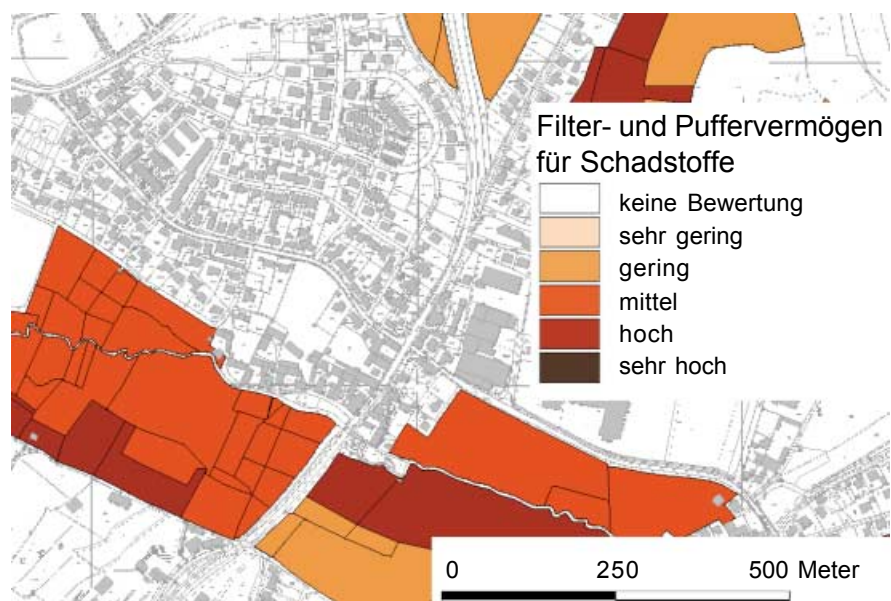 Filter- und Puffervermögen
für Schadstoffe
keine Bewertung
sehr gering
gering
mittel
hoch
sehr hoch
0 250 500 Meter